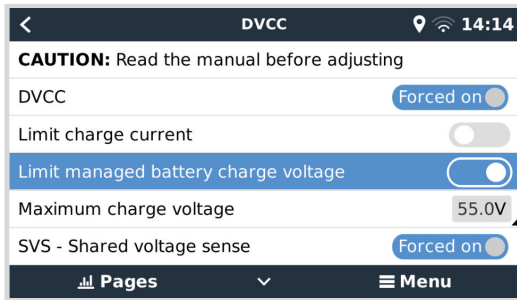 DVCC 14:14
CAUTION: Read the manual before adjusting
DVCC Forced on
Limit charge current
Limit managed battery charge voltage
Maximum charge voltage 55.0V
SVS - Shared voltage sense Forced on
Pages Menu